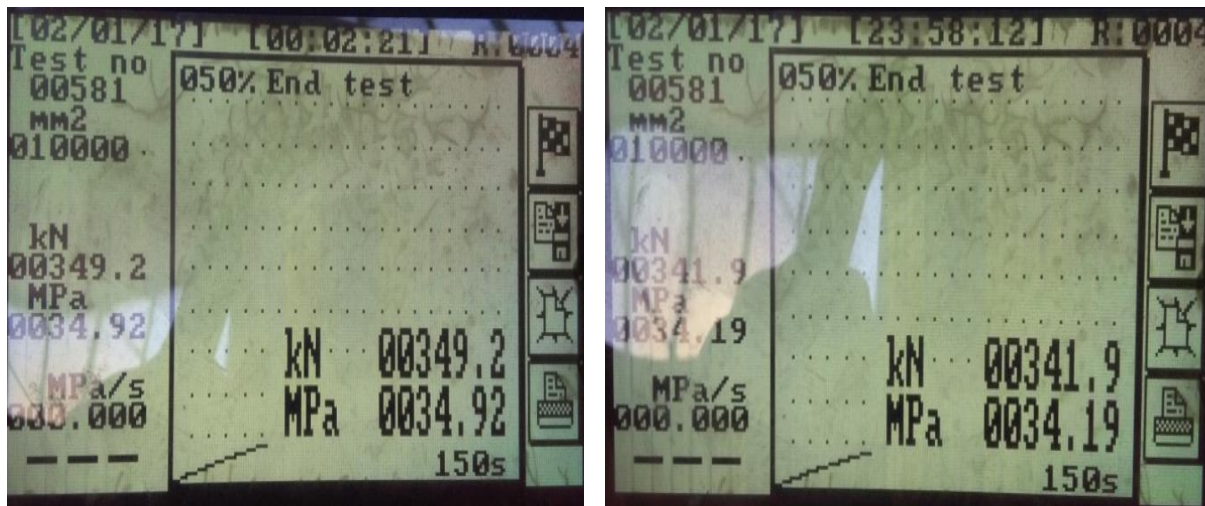 [02/01/17] [00:02:21] R:0004
Test no
00581
mm2
010000
kN
00349.2
MPa
0034.92
MPa/s
000.000
---
050% End test
kN 00349.2
MPa 0034.92
150s
[02/01/17] [23:58:12] R:0004
Test no
00581
mm2
010000
kN
00341.9
MPa
0034.19
MPa/s
000.000
---
050% End test
kN 00341.9
MPa 0034.19
150s